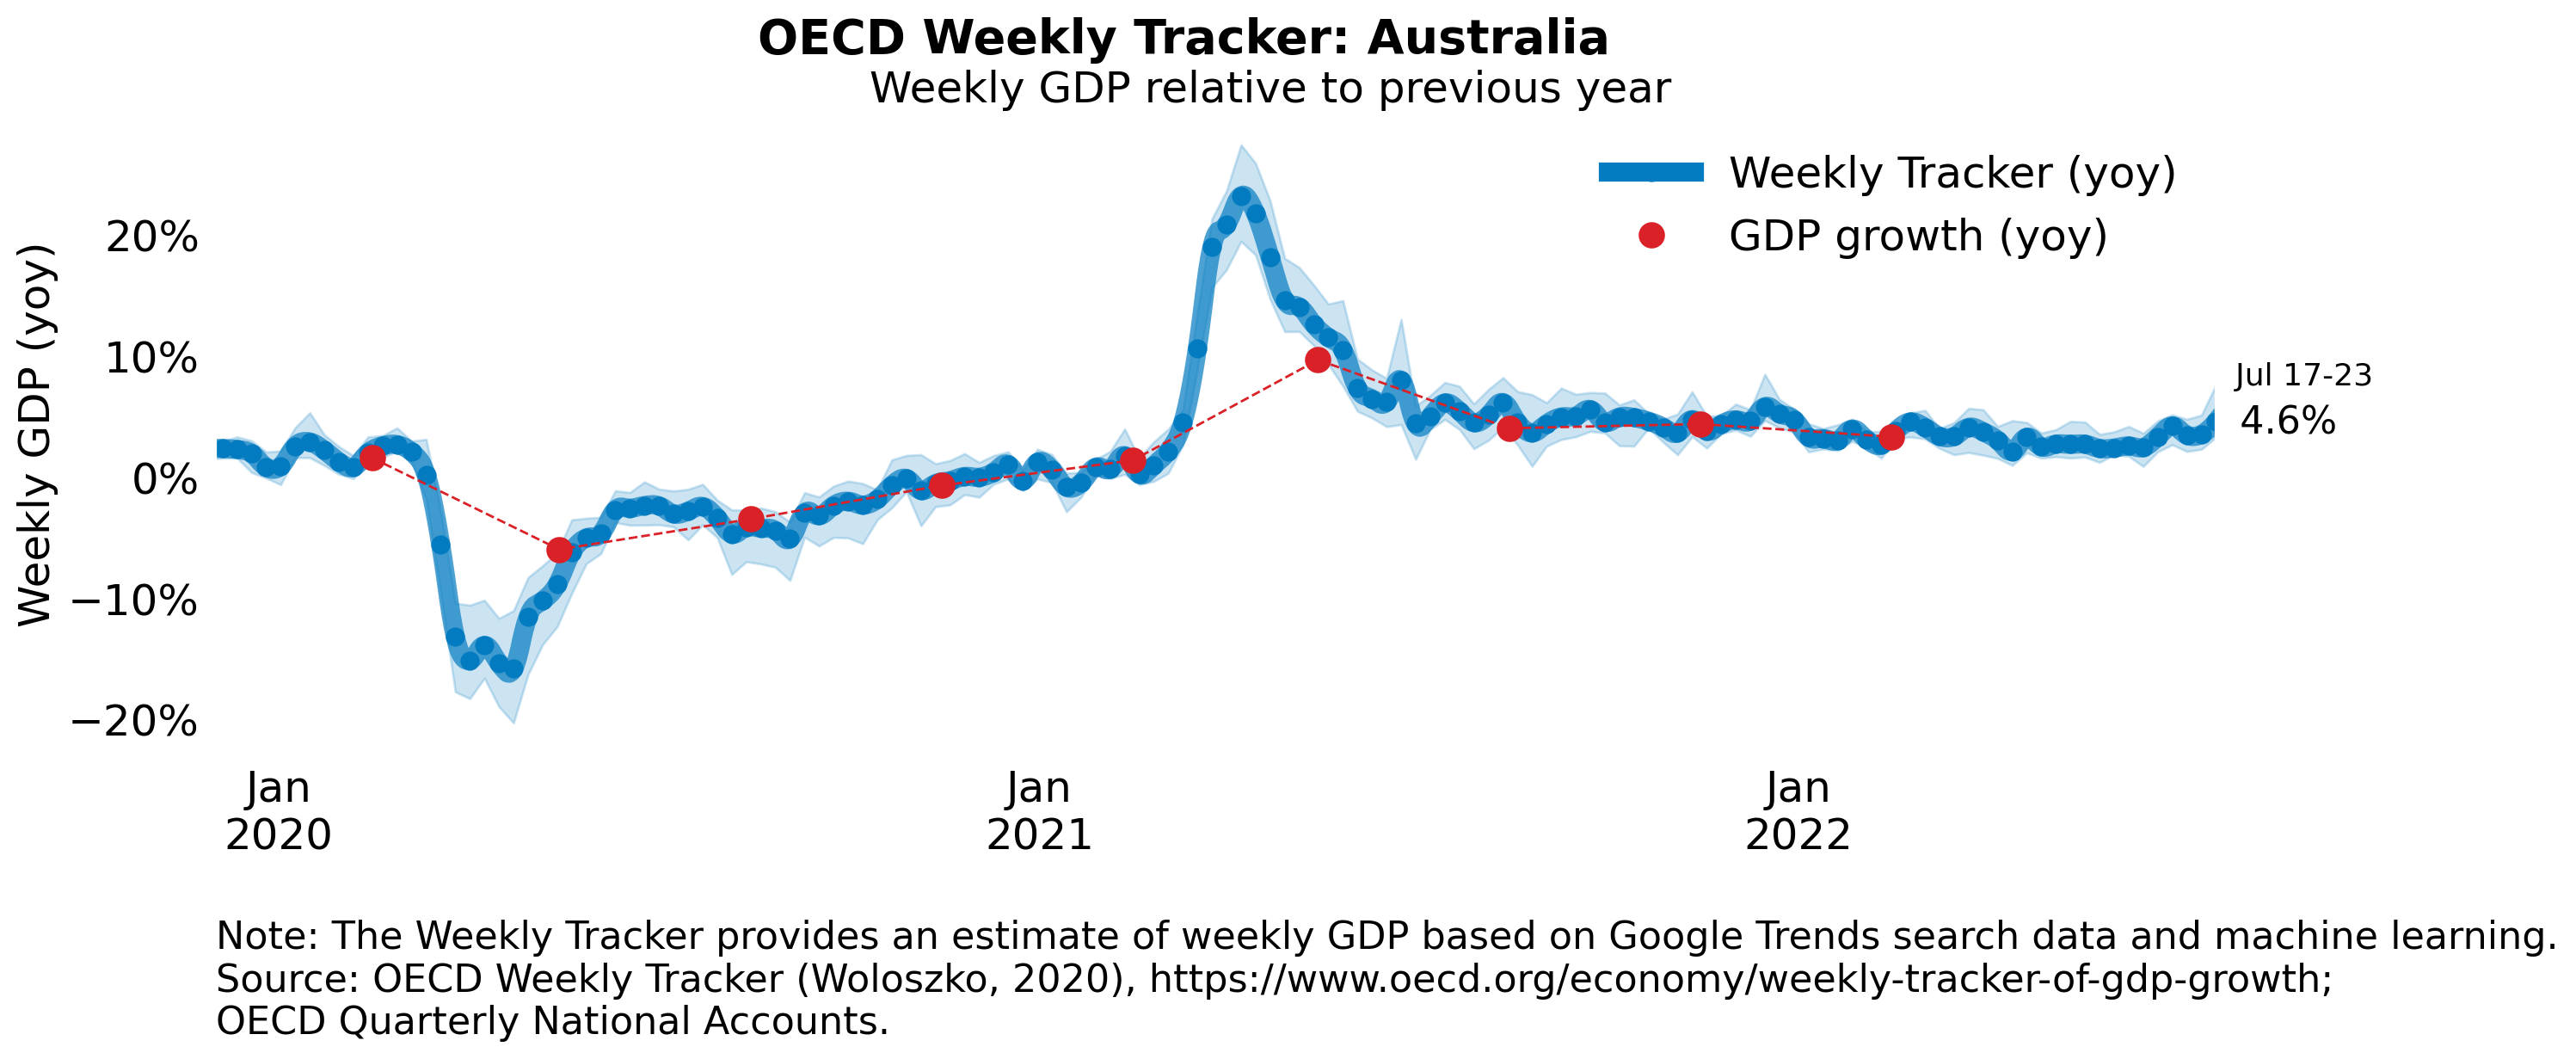 OECD Weekly Tracker: Australia
Weekly GDP relative to previous year
Weekly Tracker (yoy)
GDP growth (yoy)
Weekly GDP (yoy)
20%
10%
0%
−10%
−20%
Jul 17-23
4.6%
Jan
2020
Jan
2021
Jan
2022
Note: The Weekly Tracker provides an estimate of weekly GDP based on Google Trends search data and machine learning.
Source: OECD Weekly Tracker (Woloszko, 2020), https://www.oecd.org/economy/weekly-tracker-of-gdp-growth;
OECD Quarterly National Accounts.